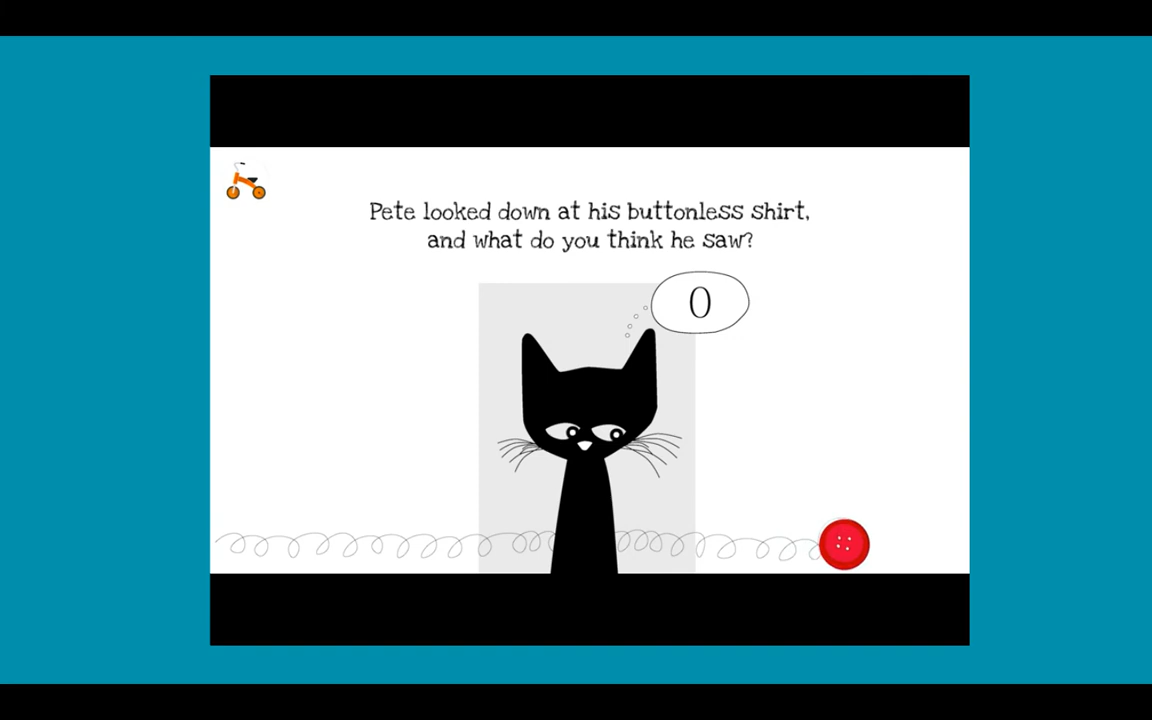 Pete looked down at his buttonless shirt,
and what do you think he saw?
0